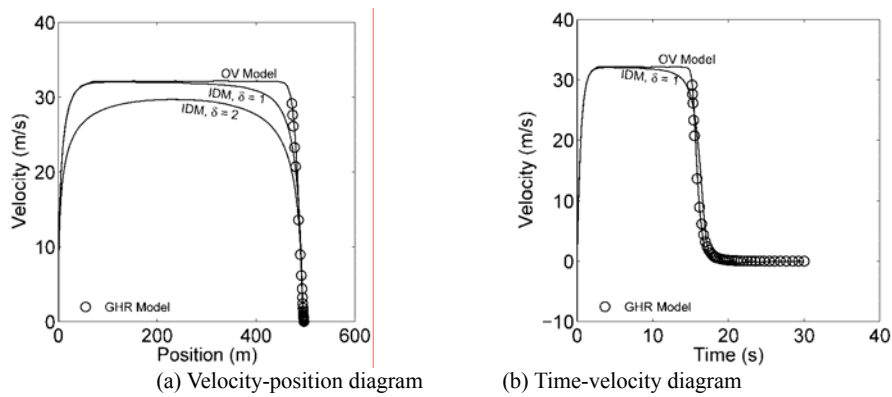 40
30
20
10
0
0
200
400
600
Velocity (m/s)
Position (m)
OV Model
IDM, δ = 1
IDM, δ = 2
GHR Model
(a) Velocity-position diagram
40
30
20
10
0
−10
0
10
20
30
40
Velocity (m/s)
Time (s)
OV Model
IDM, δ = 1
GHR Model
(b) Time-velocity diagram